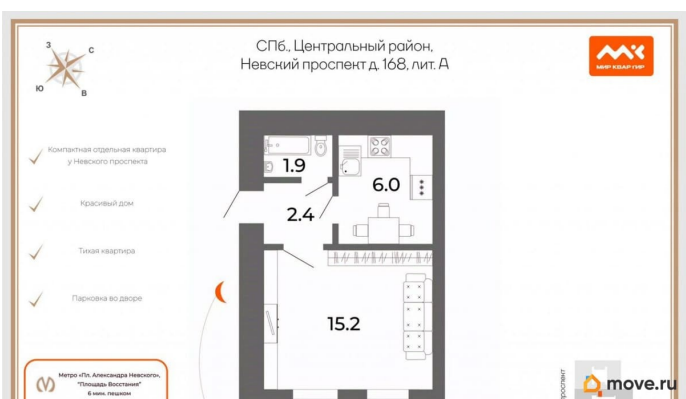 СПб., Центральный район,
Невский проспект д. 168, лит. А
МИР КВАРТИР
З
С
Ю
В
Компактная отдельная квартира
у Невского проспекта
Красивый дом
Тихая квартира
Парковка во дворе
1.9
6.0
2.4
15.2
Метро «Пл. Александра Невского»,
"Площадь Восстания"
6 мин. пешком
проспект
move.ru